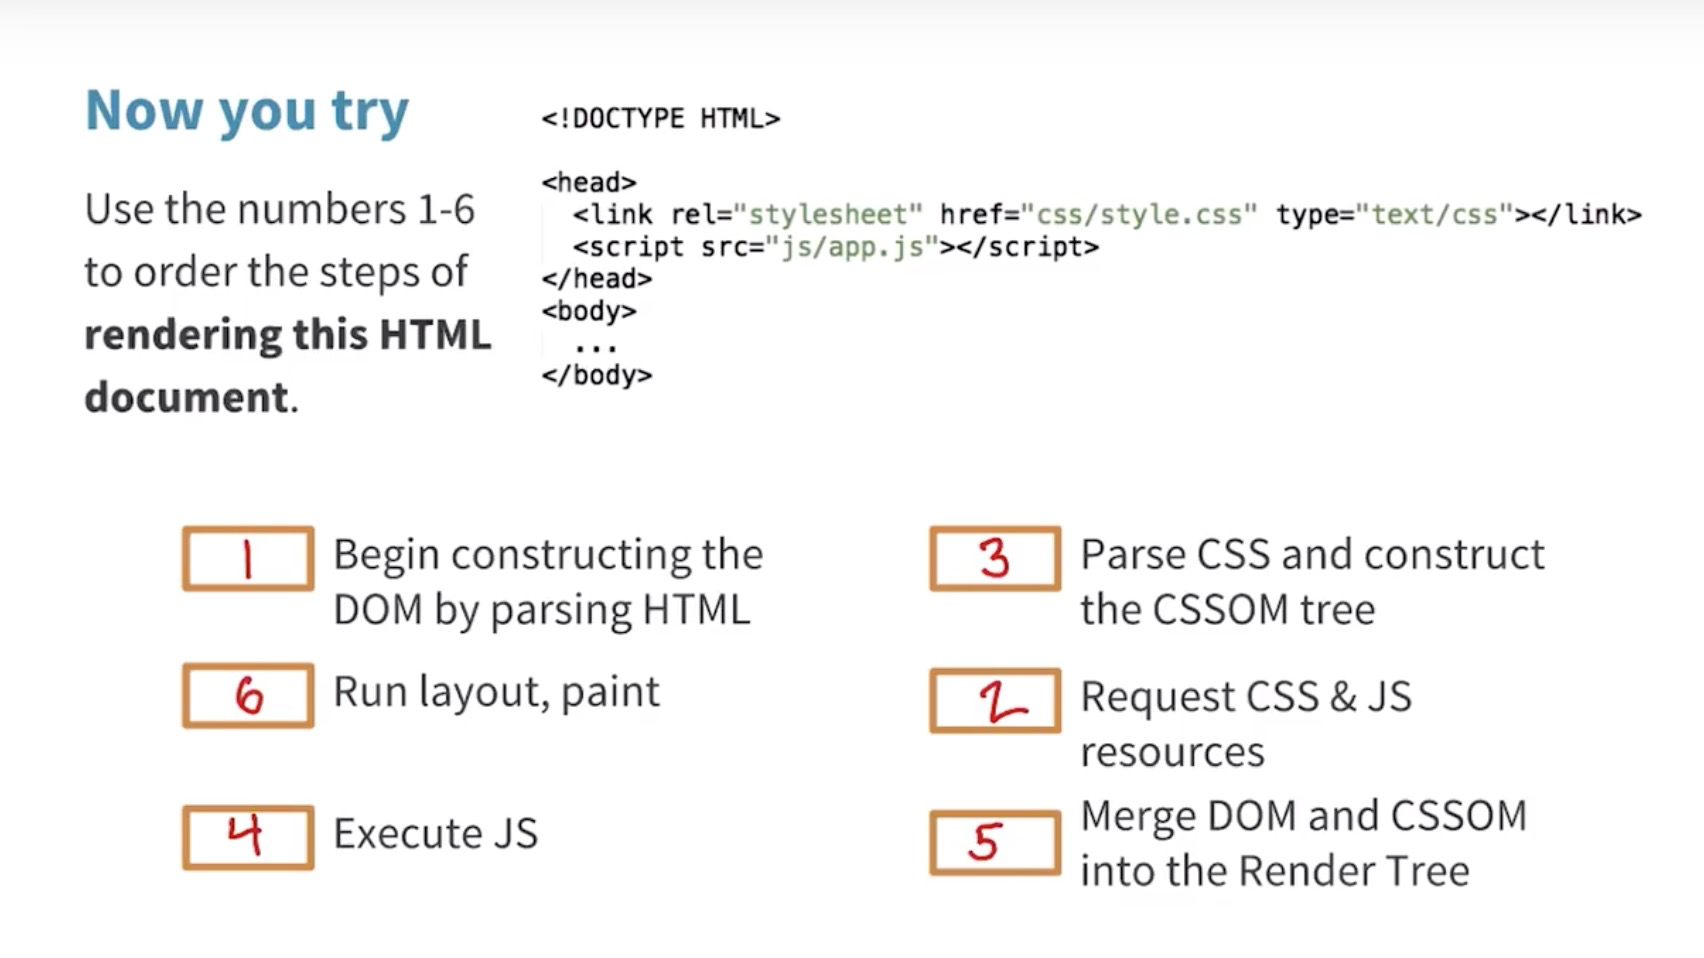 Now you try
Use the numbers 1-6
to order the steps of
rendering this HTML
document.
<!DOCTYPE HTML>
<head>
<link rel="stylesheet" href="css/style.css" type="text/css"></link>
<script src="js/app.js"></script>
</head>
<body>
...
</body>
1 Begin constructing the
DOM by parsing HTML
6 Run layout, paint
4 Execute JS
3 Parse CSS and construct
the CSSOM tree
2 Request CSS & JS
resources
5 Merge DOM and CSSOM
into the Render Tree